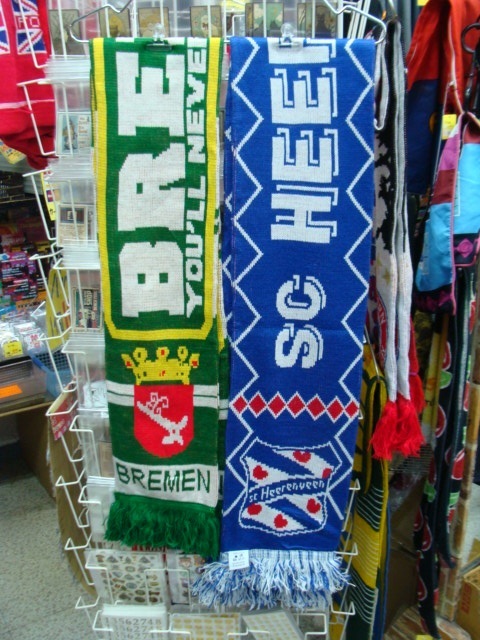 BRE
YOU'LL NEVE
BREMEN
SC HEE
sc Heerenveen